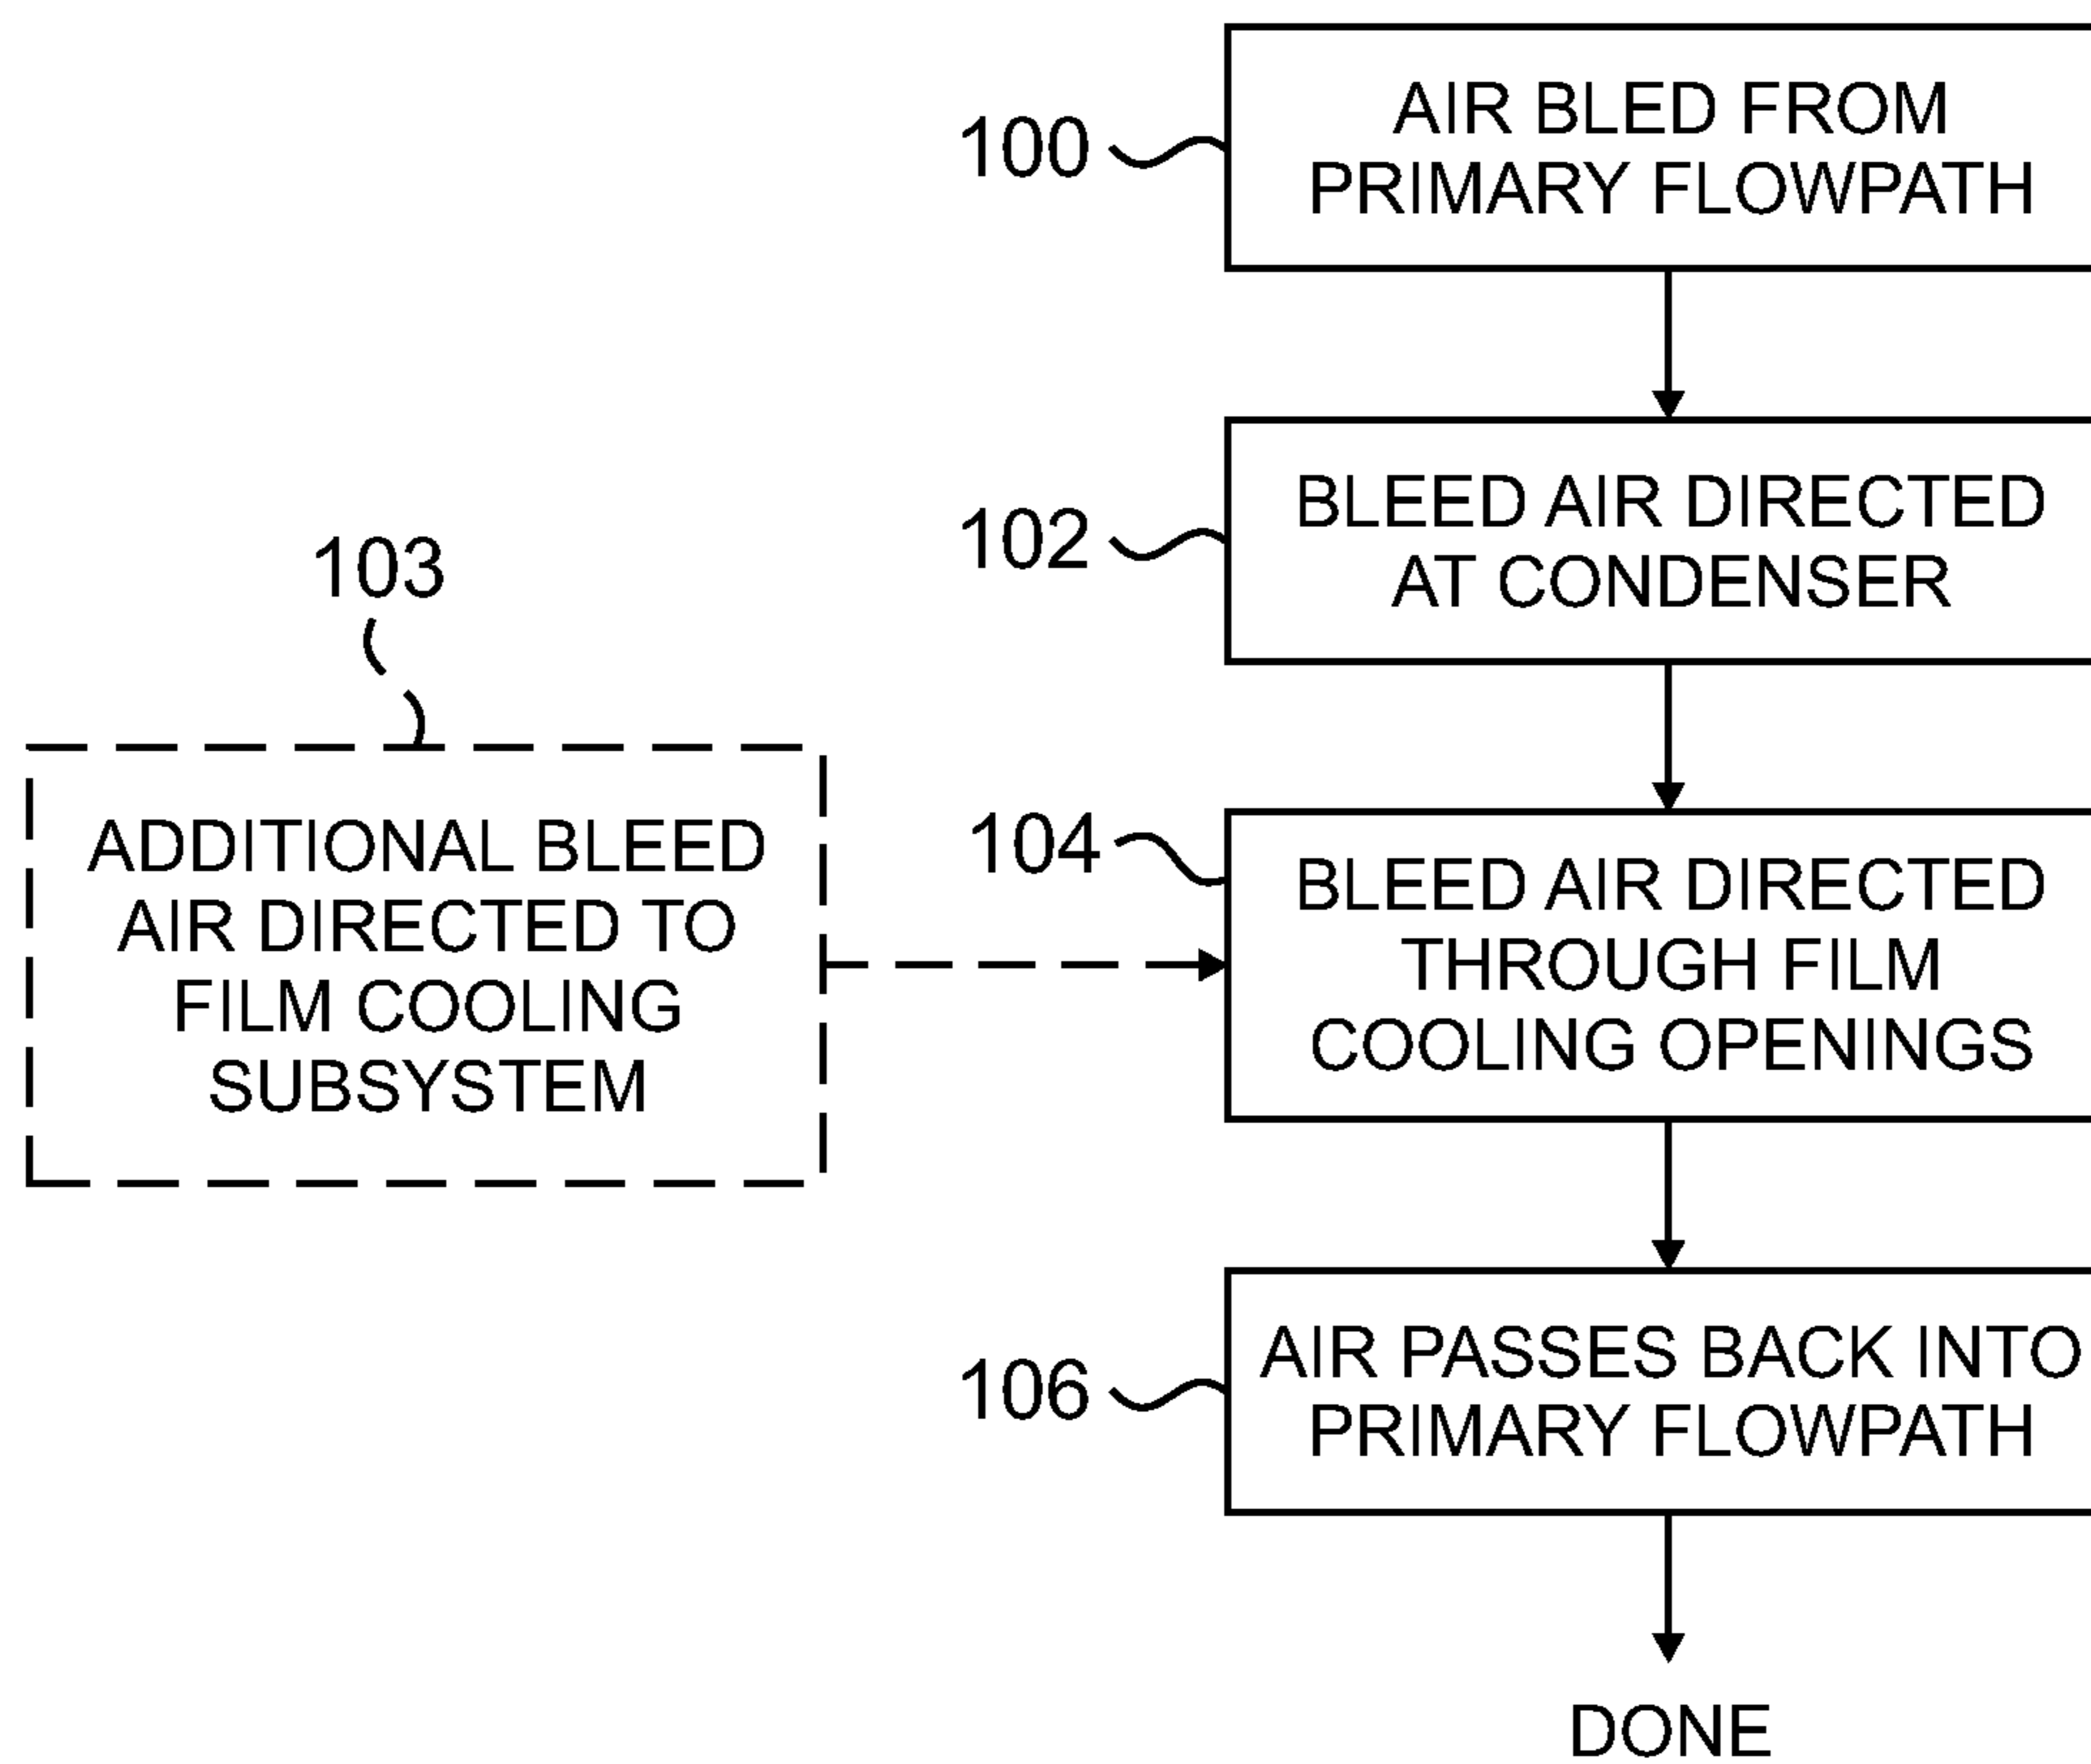 100
AIR BLED FROM
PRIMARY FLOWPATH
102
BLEED AIR DIRECTED
AT CONDENSER
103
ADDITIONAL BLEED
AIR DIRECTED TO
FILM COOLING
SUBSYSTEM
104
BLEED AIR DIRECTED
THROUGH FILM
COOLING OPENINGS
106
AIR PASSES BACK INTO
PRIMARY FLOWPATH
DONE